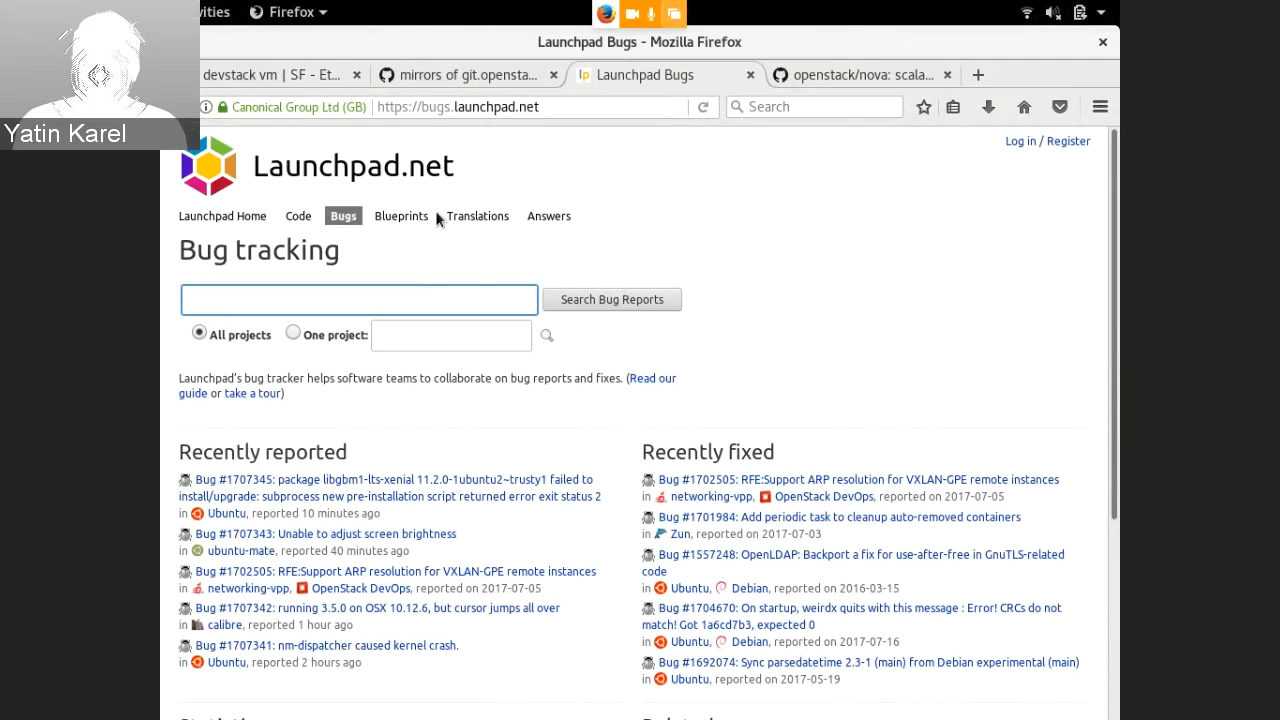 vities Firefox
Launchpad Bugs - Mozilla Firefox
devstack vm | SF - Et...
mirrors of git.opensta...
lp Launchpad Bugs
openstack/nova: scala...
Canonical Group Ltd (GB)
https://bugs.launchpad.net
Search
Yatin Karel
Log in / Register
Launchpad.net
Launchpad Home Code Bugs Blueprints Translations Answers
Bug tracking
Search Bug Reports
All projects One project:
Launchpad's bug tracker helps software teams to collaborate on bug reports and fixes. (Read our
guide or take a tour)
Recently reported
Bug #1707345: package libgbm1-lts-xenial 11.2.0-1ubuntu2~trusty1 failed to
install/upgrade: subprocess new pre-installation script returned error exit status 2
in Ubuntu, reported 10 minutes ago
Bug #1707343: Unable to adjust screen brightness
in ubuntu-mate, reported 40 minutes ago
Bug #1702505: RFE:Support ARP resolution for VXLAN-GPE remote instances
in networking-vpp, OpenStack DevOps, reported on 2017-07-05
Bug #1707342: running 3.5.0 on OSX 10.12.6, but cursor jumps all over
in calibre, reported 1 hour ago
Bug #1707341: nm-dispatcher caused kernel crash.
in Ubuntu, reported 2 hours ago
Recently fixed
Bug #1702505: RFE:Support ARP resolution for VXLAN-GPE remote instances
in networking-vpp, OpenStack DevOps, reported on 2017-07-05
Bug #1701984: Add periodic task to cleanup auto-removed containers
in Zun, reported on 2017-07-03
Bug #1557248: OpenLDAP: Backport a fix for use-after-free in GnuTLS-related
code
in Ubuntu, Debian, reported on 2016-03-15
Bug #1704670: On startup, weirdx quits with this message : Error! CRCs do not
match! Got 1a6cd7b3, expected 0
in Ubuntu, Debian, reported on 2017-07-16
Bug #1692074: Sync parsedatetime 2.3-1 (main) from Debian experimental (main)
in Ubuntu, reported on 2017-05-19